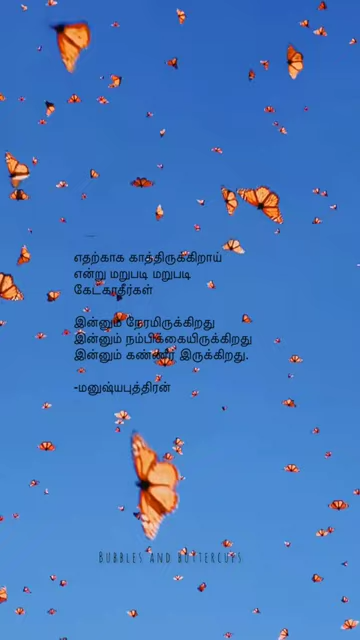 எதற்காக காத்திருக்கிறாய்
என்று மறுபடி மறுபடி
கேட்காதீர்கள்
இன்னும் நேரமிருக்கிறது
இன்னும் நம்பிக்கையிருக்கிறது
இன்னும் கண்ணீர் இருக்கிறது.
-மனுஷ்யபுத்திரன்
BUBBLES AND BUTTERCUPS